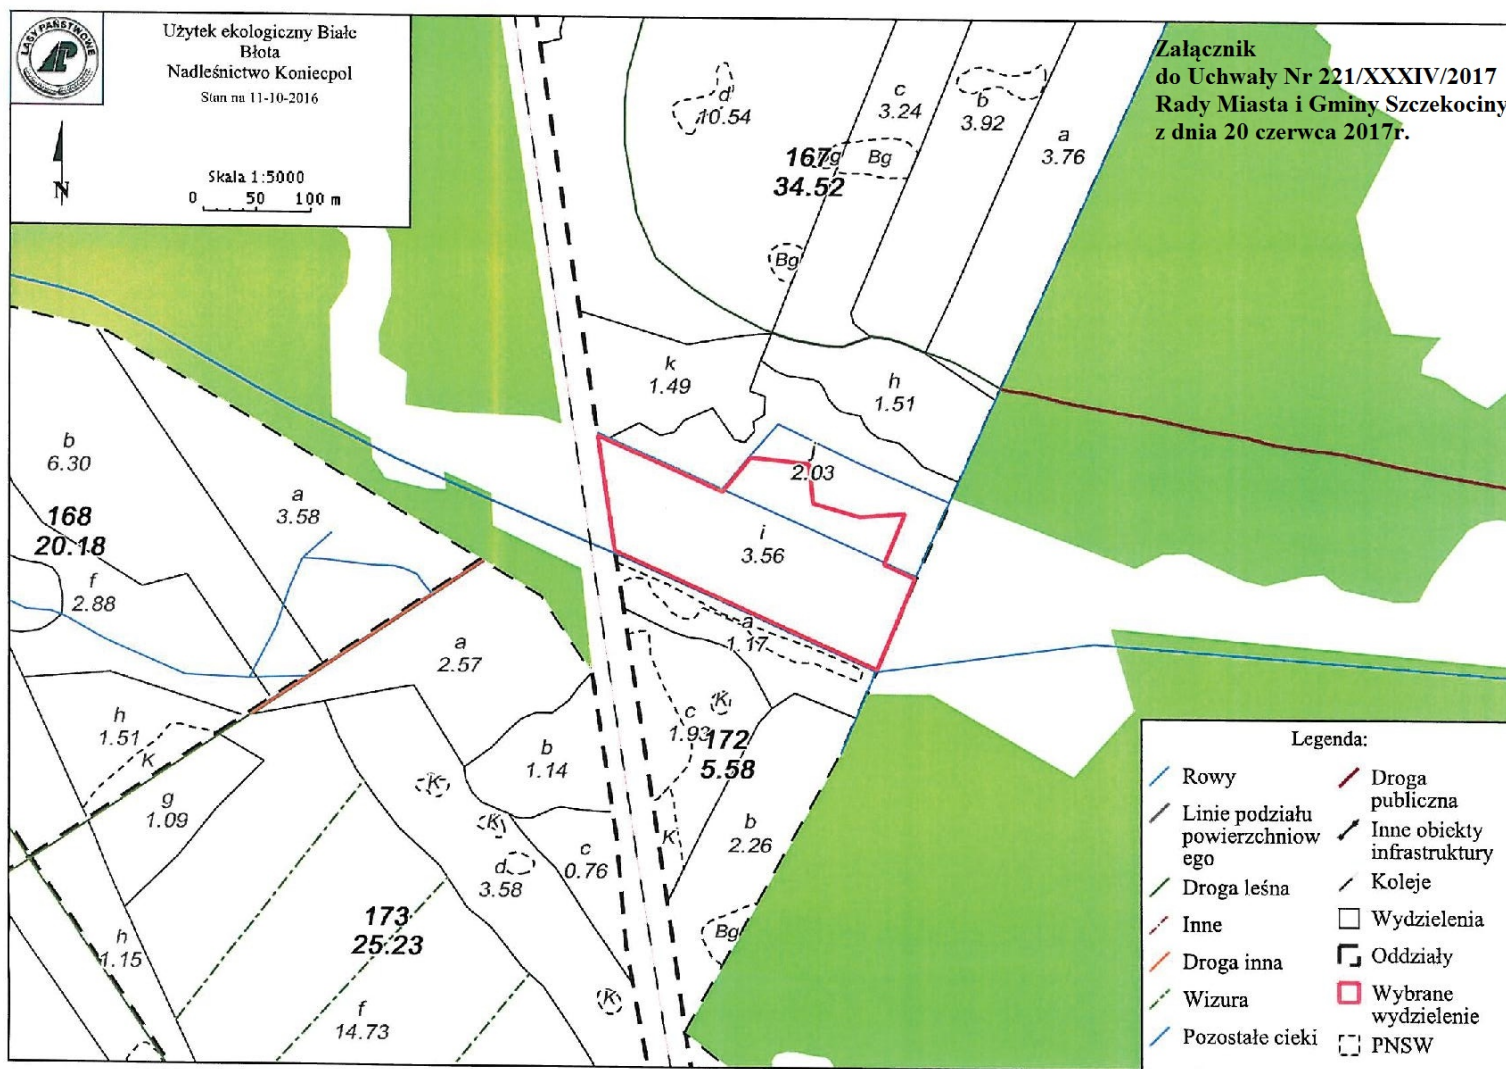 LASY PAŃSTWOWE
Użytek ekologiczny Białe
Błota
Nadleśnictwo Koniecpol
Stan na 11-10-2016
N
Skala 1:5000
0 50 100 m
Załącznik
do Uchwały Nr 221/XXXIV/2017
Rady Miasta i Gminy Szczekociny
z dnia 20 czerwca 2017r.
d
10.54
c
3.24
b
3.92
a
3.76
167
34.52
Bg
Bg
Bg
k
1.49
h
1.51
j
2.03
i
3.56
b
6.30
a
3.58
168
20.18
f
2.88
a
2.57
a
1.17
h
1.51
K
g
1.09
b
1.14
c
1.93
K
172
5.58
K
K
K
b
2.26
d
3.58
c
0.76
173
25.23
h
1.15
Bg
K
f
14.73
Legenda:
Rowy
Linie podziału
powierzchniow
ego
Droga leśna
Inne
Droga inna
Wizura
Pozostałe cieki
Droga
publiczna
Inne obiekty
infrastruktury
Koleje
Wydzielenia
Oddziały
Wybrane
wydzielenie
PNSW